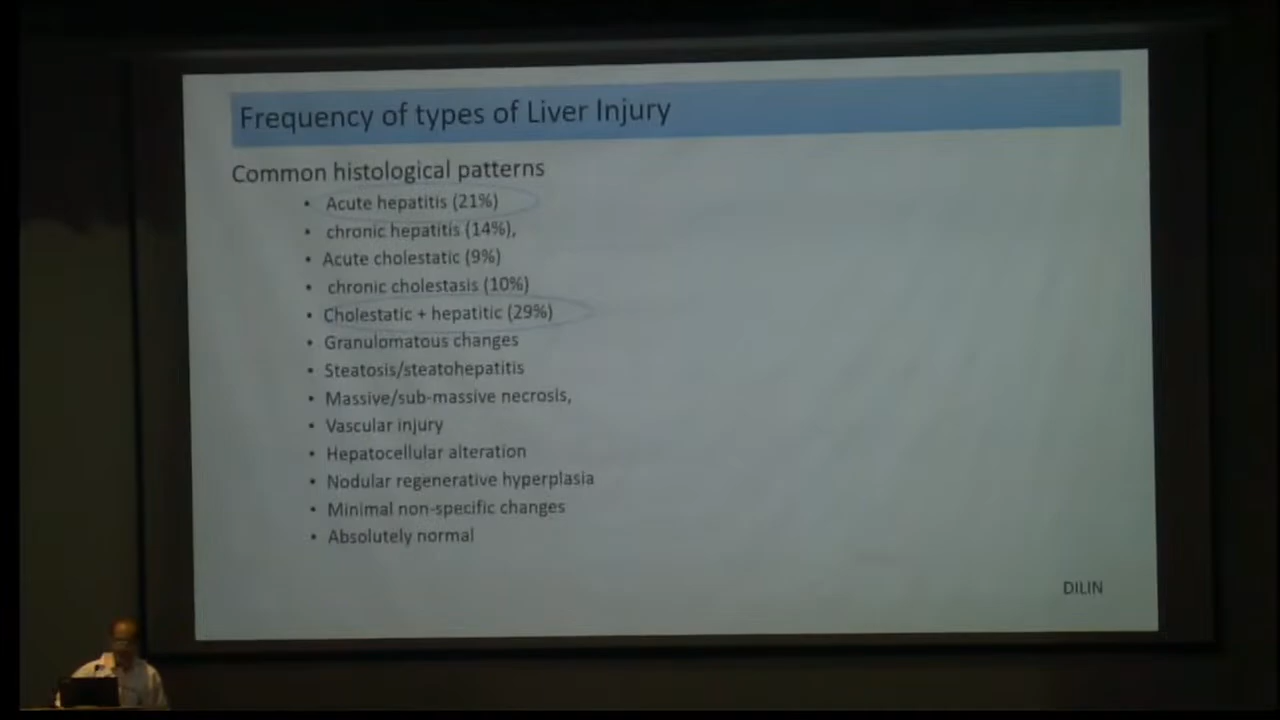 Frequency of types of Liver Injury
Common histological patterns
• Acute hepatitis (21%)
• chronic hepatitis (14%),
• Acute cholestatic (9%)
• chronic cholestasis (10%)
• Cholestatic + hepatitic (29%)
• Granulomatous changes
• Steatosis/steatohepatitis
• Massive/sub-massive necrosis,
• Vascular injury
• Hepatocellular alteration
• Nodular regenerative hyperplasia
• Minimal non-specific changes
• Absolutely normal
DILIN